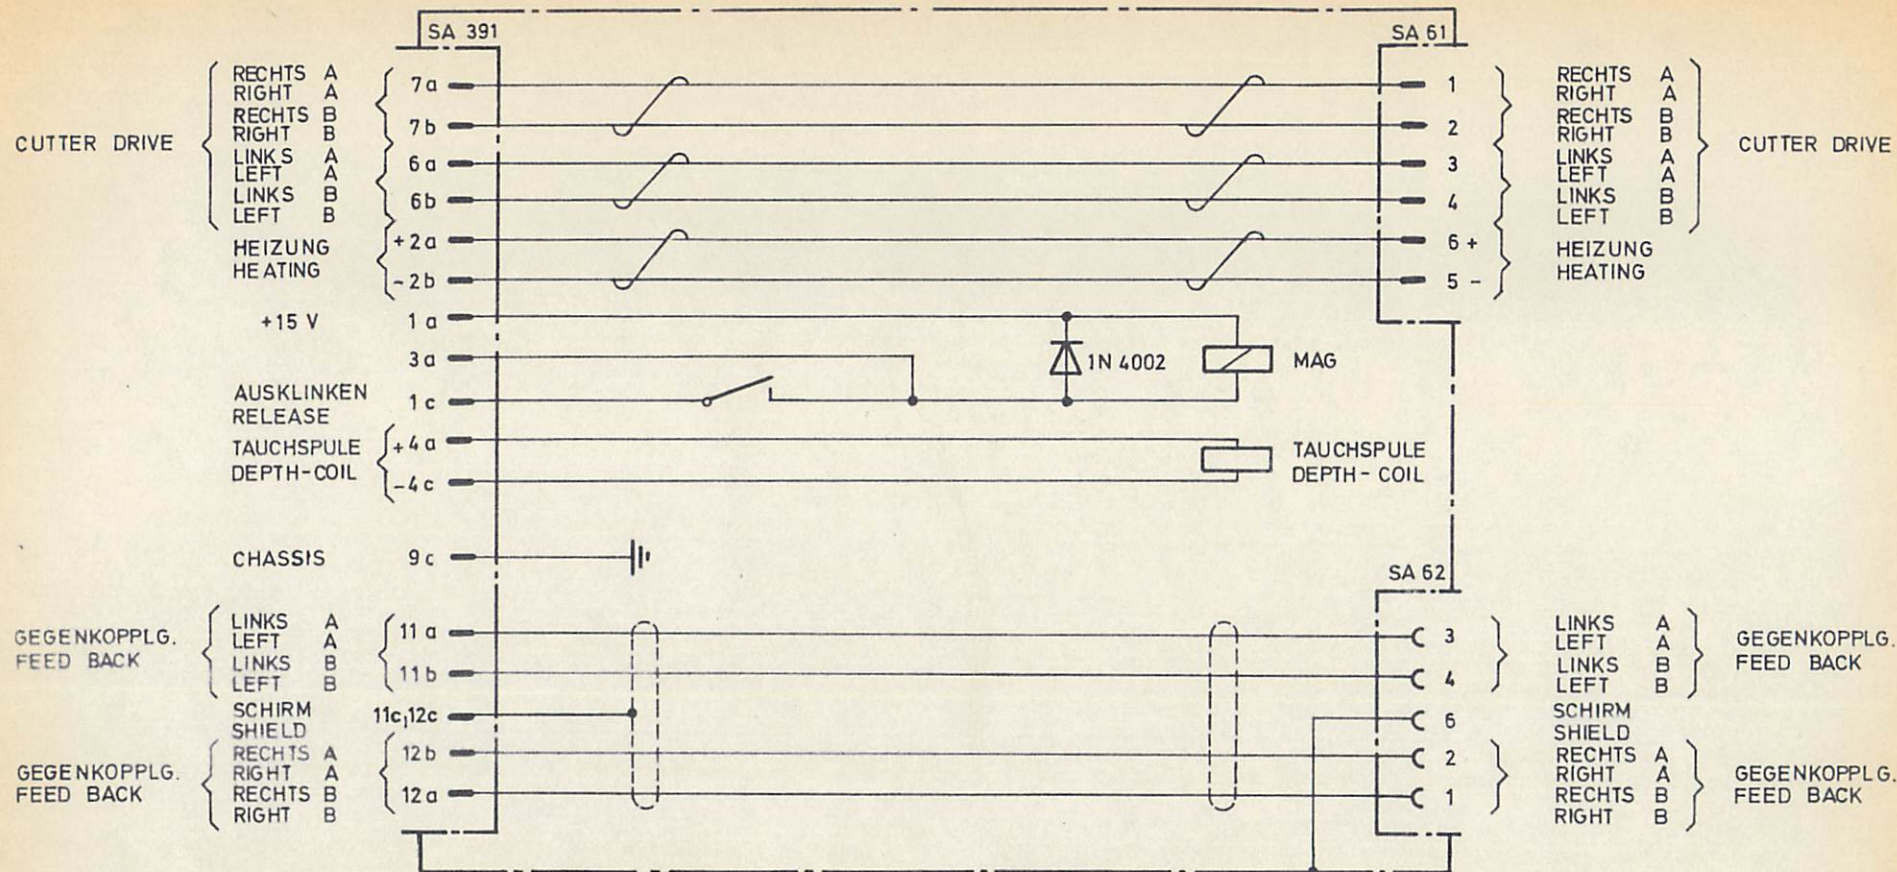 SA 391
SA 61
CUTTER DRIVE
RECHTS A
RIGHT A
RECHTS B
RIGHT B
LINKS A
LEFT A
LINKS B
LEFT B
HEIZUNG
HEATING
+15 V
AUSKLINKEN
RELEASE
TAUCHSPULE
DEPTH-COIL
CHASSIS
GEGENKOPPLG.
FEED BACK
LINKS A
LEFT A
LINKS B
LEFT B
SCHIRM
SHIELD
GEGENKOPPLG.
FEED BACK
RECHTS A
RIGHT A
RECHTS B
RIGHT B
7a
7b
6a
6b
+2a
-2b
1a
3a
1c
+4a
-4c
9c
11a
11b
11c,12c
12b
12a
1N 4002
MAG
TAUCHSPULE
DEPTH-COIL
1
2
3
4
6 +
5 -
RECHTS A
RIGHT A
RECHTS B
RIGHT B
LINKS A
LEFT A
LINKS B
LEFT B
CUTTER DRIVE
HEIZUNG
HEATING
SA 62
3
4
6
2
1
LINKS A
LEFT A
LINKS B
LEFT B
GEGENKOPPLG.
FEED BACK
SCHIRM
SHIELD
RECHTS A
RIGHT A
RECHTS B
RIGHT B
GEGENKOPPLG.
FEED BACK